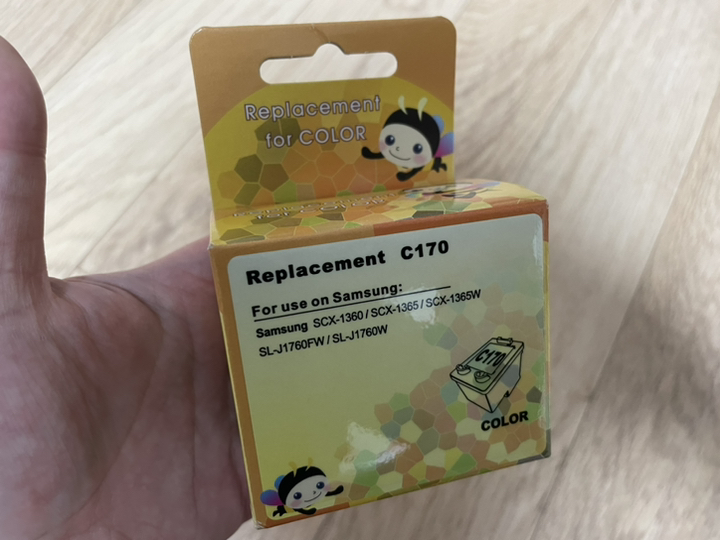 Replacement
for COLOR
Replacement C170
For use on Samsung:
Samsung SCX-1360 / SCX-1365 / SCX-1365W
SL-J1760FW / SL-J1760W
C170
COLOR